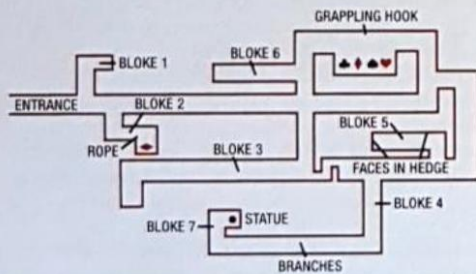 GRAPPLING HOOK
BLOKE 6
BLOKE 1
ENTRANCE
BLOKE 2
BLOKE 5
ROPE
BLOKE 3
FACES IN HEDGE
BLOKE 4
STATUE
BLOKE 7
BRANCHES